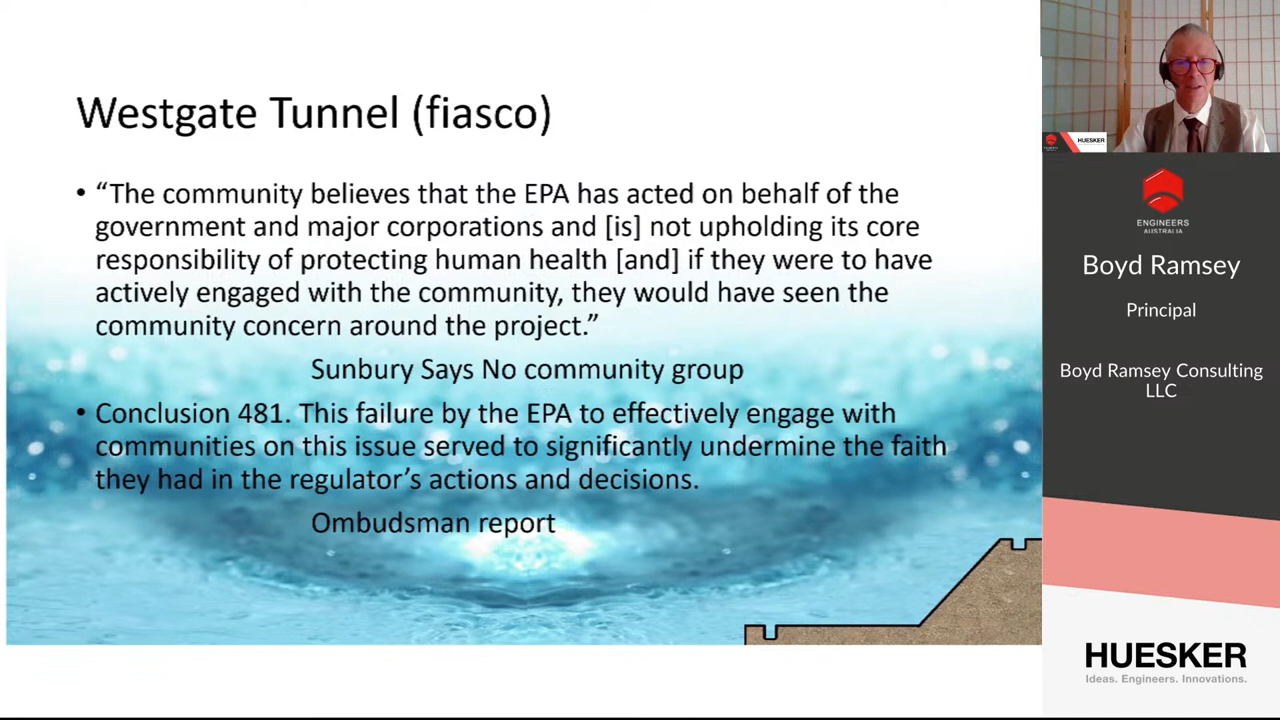 Westgate Tunnel (fiasco)
• “The community believes that the EPA has acted on behalf of the
government and major corporations and [is] not upholding its core
responsibility of protecting human health [and] if they were to have
actively engaged with the community, they would have seen the
community concern around the project.”
Sunbury Says No community group
• Conclusion 481. This failure by the EPA to effectively engage with
communities on this issue served to significantly undermine the faith
they had in the regulator’s actions and decisions.
Ombudsman report
HUESKER
ENGINEERS
AUSTRALIA
Boyd Ramsey
Principal
Boyd Ramsey Consulting
LLC
HUESKER
Ideas. Engineers. Innovations.